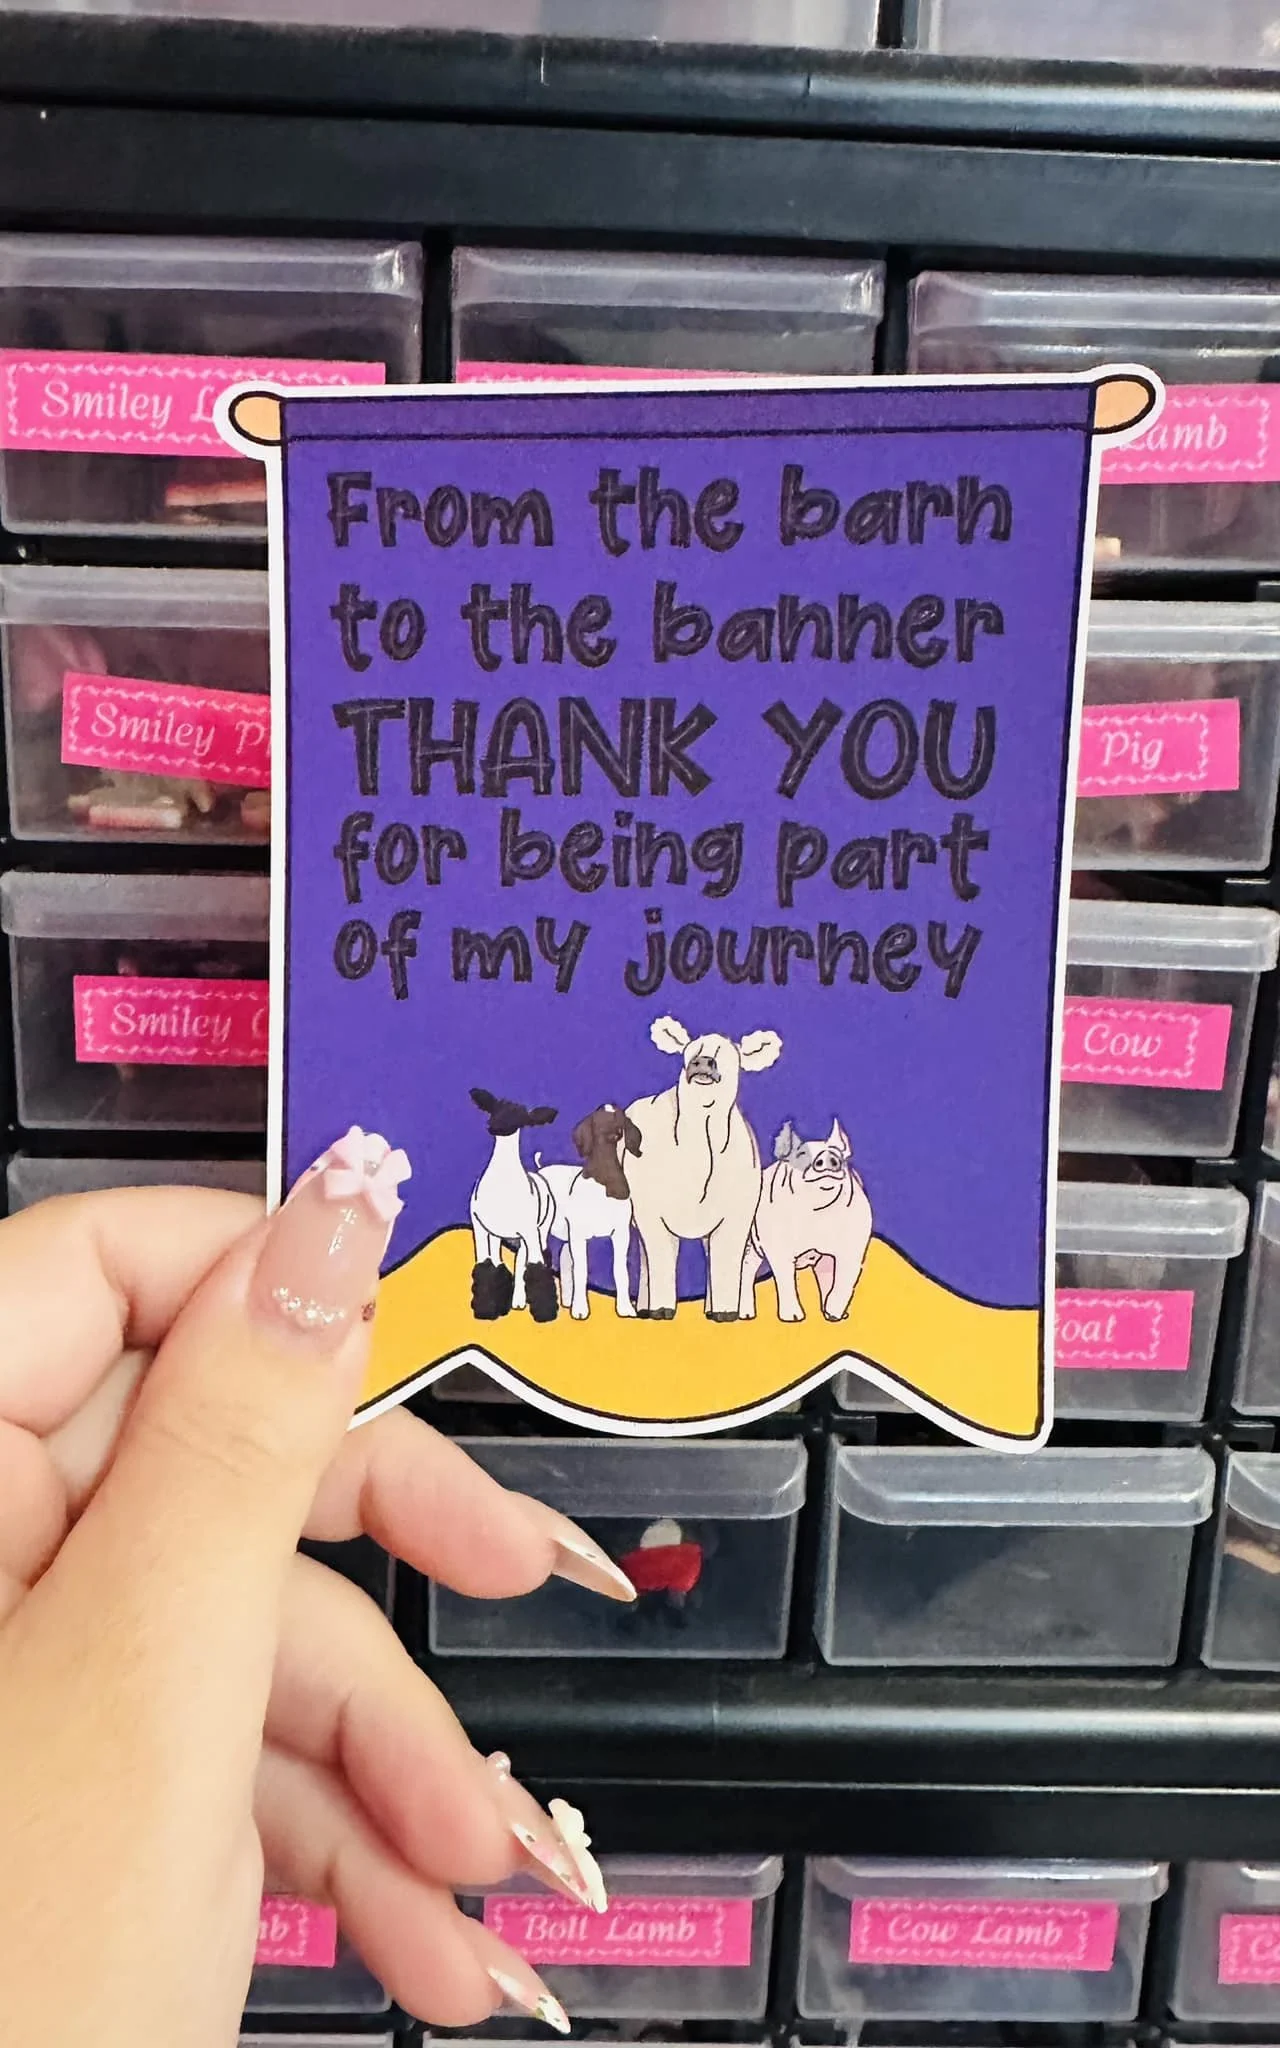 Smiley
Lamb
From the barn
to the banner
THANK YOU
for being part
of my journey
Smiley
Pig
Smiley
Cow
Boll Lamb
Cow Lamb